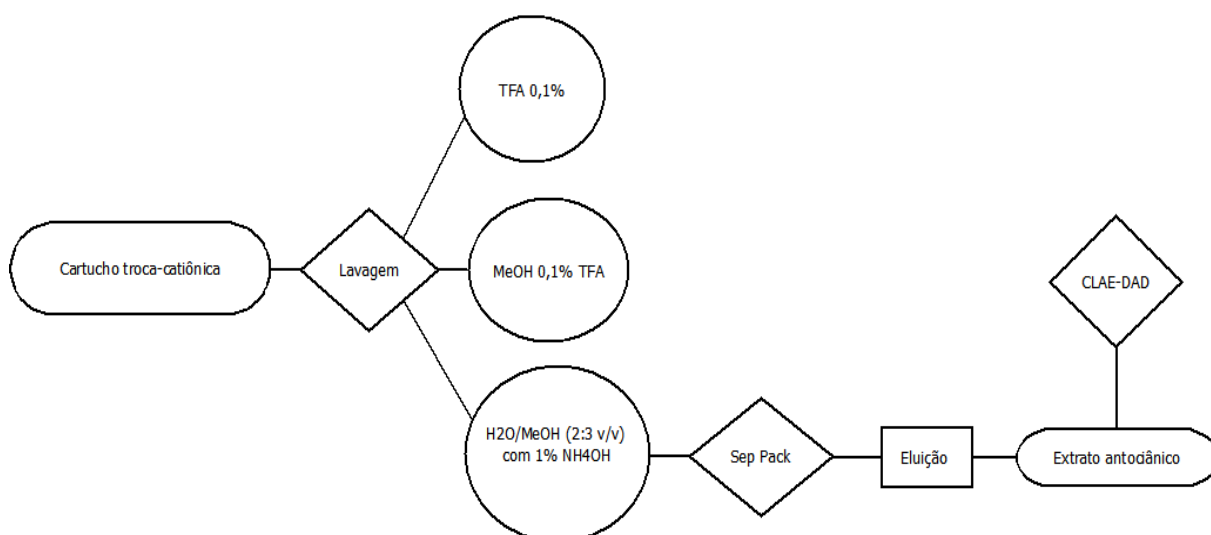 TFA 0,1%
Cartucho troca-catiônica
Lavagem
MeOH 0,1% TFA
CLAE-DAD
H2O/MeOH (2:3 v/v)
com 1% NH4OH
Sep Pack
Eluição
Extrato antociânico